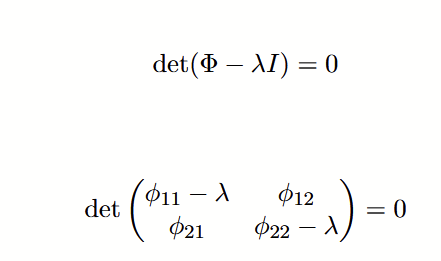 det(Φ − λI) = 0
det ( ϕ₁₁ − λ ϕ₁₂
ϕ₂₁ ϕ₂₂ − λ ) = 0